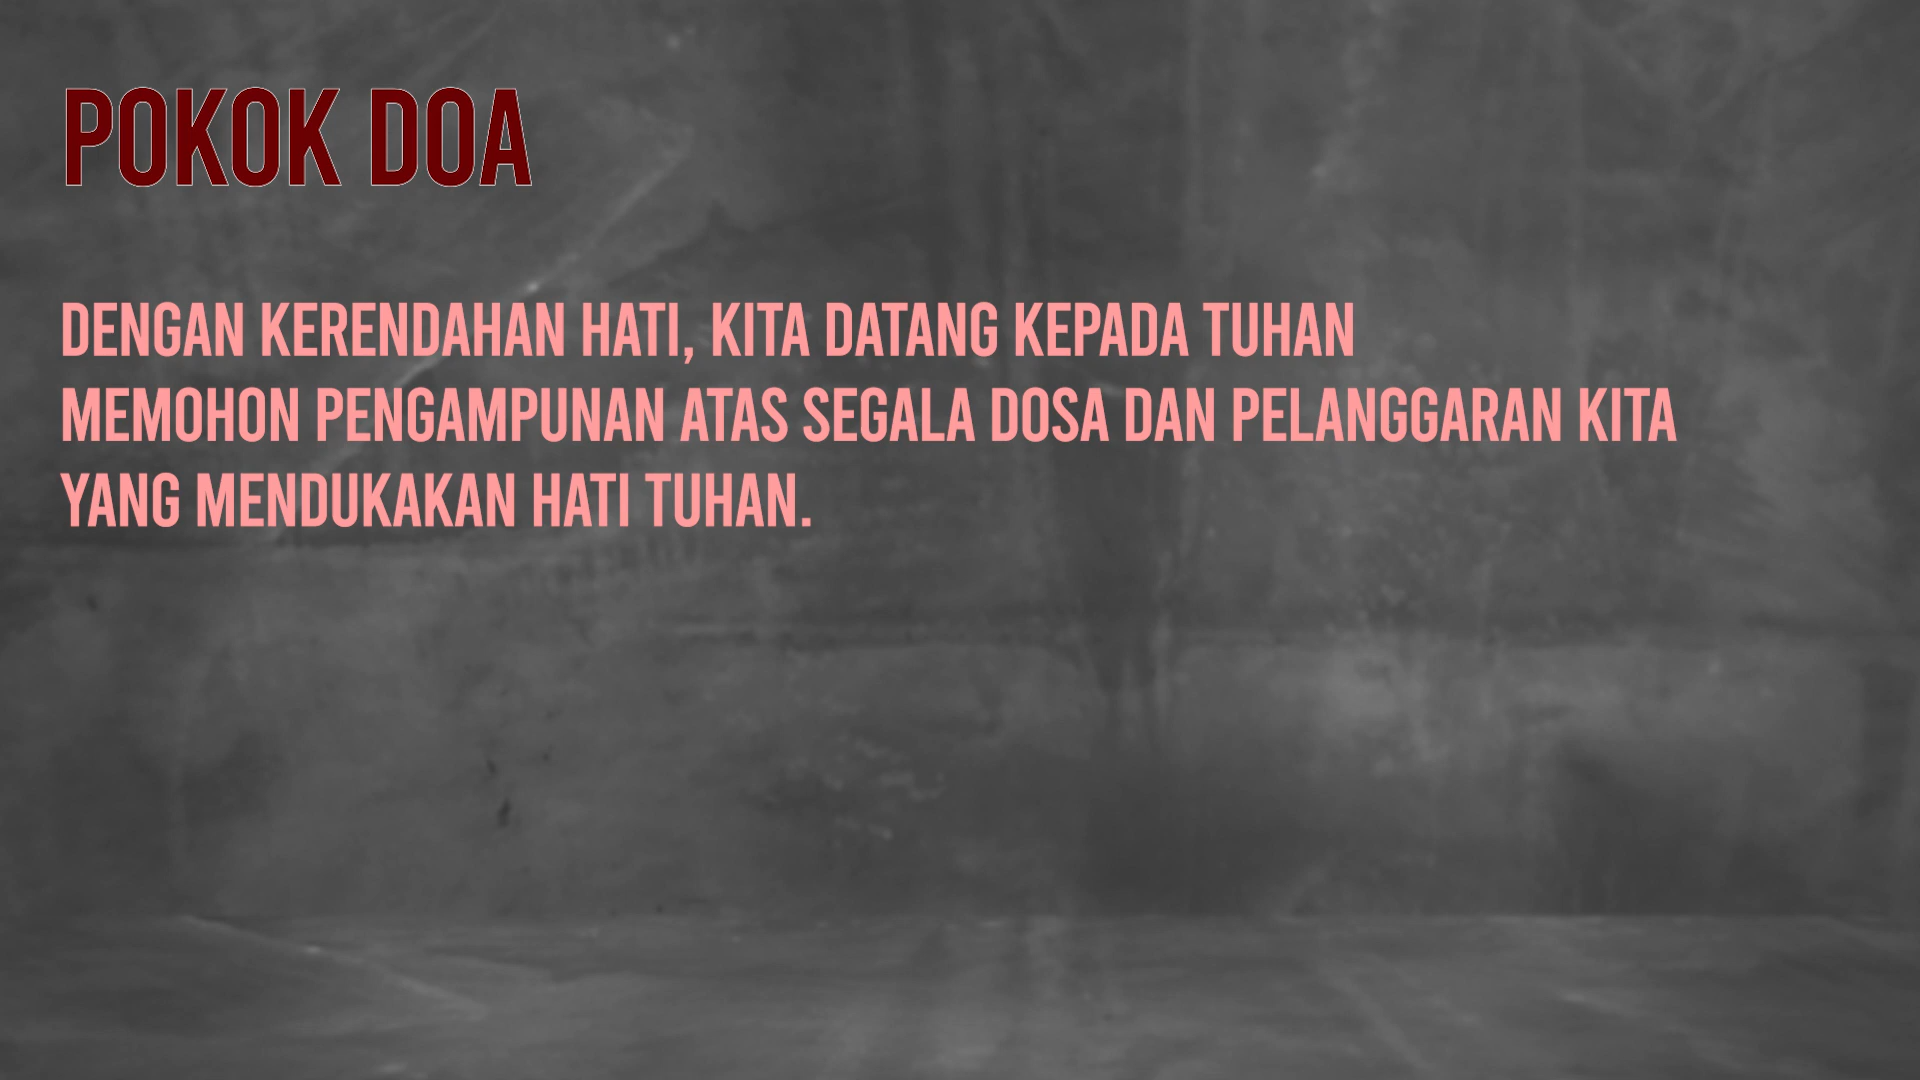 POKOK DOA
DENGAN KERENDAHAN HATI, KITA DATANG KEPADA TUHAN
MEMOHON PENGAMPUNAN ATAS SEGALA DOSA DAN PELANGGARAN KITA
YANG MENDUKAKAN HATI TUHAN.